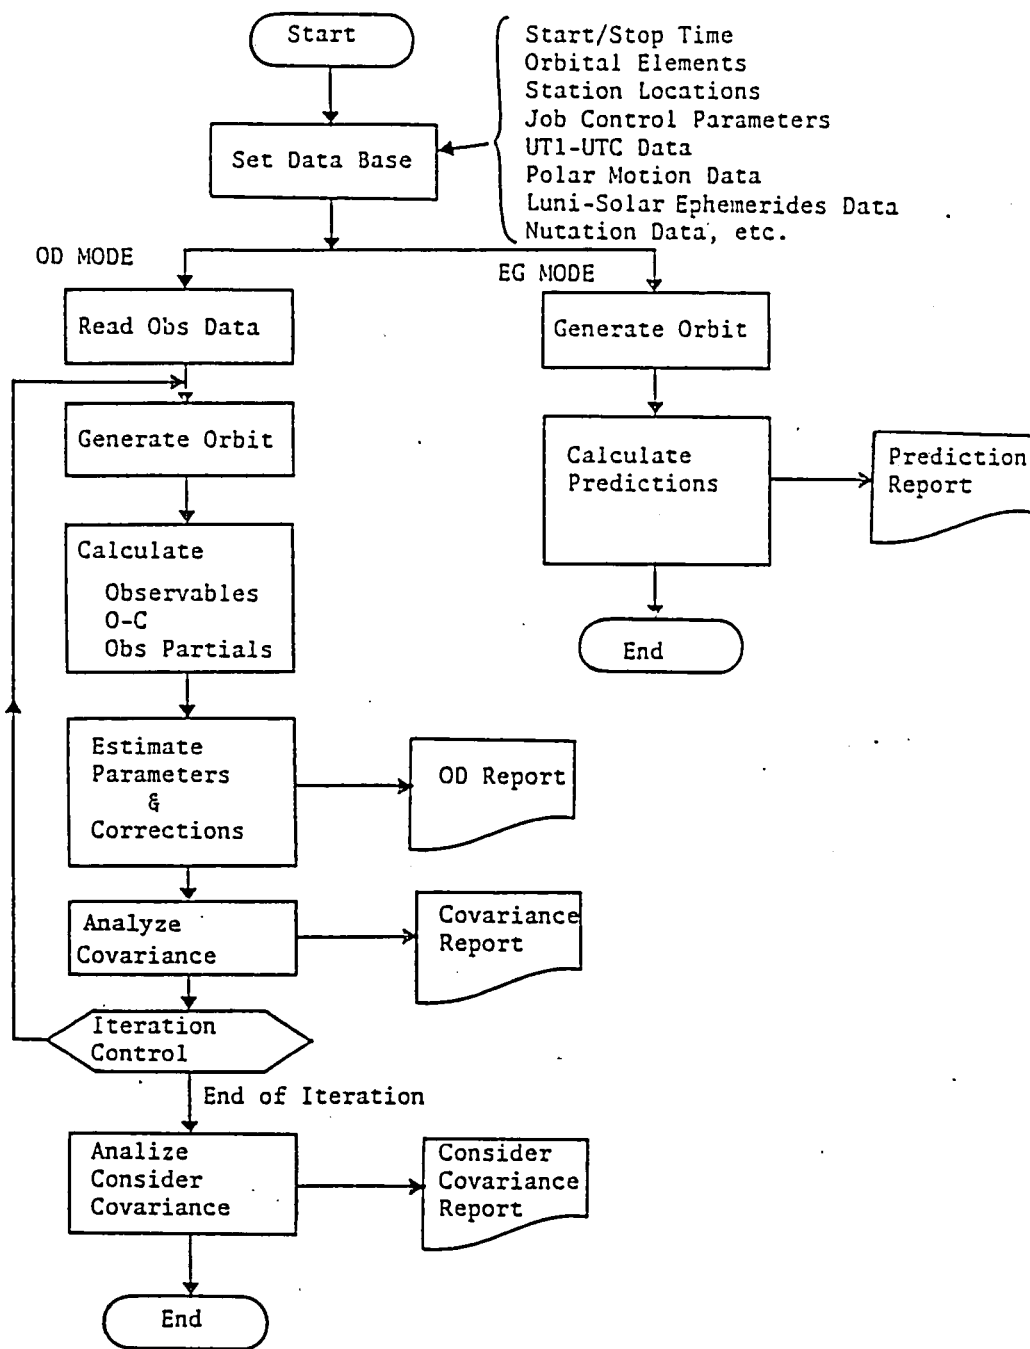 Start
Start/Stop Time
Orbital Elements
Station Locations
Job Control Parameters
UT1-UTC Data
Polar Motion Data
Luni-Solar Ephemerides Data
Nutation Data, etc.
Set Data Base
OD MODE
EG MODE
Read Obs Data
Generate Orbit
Calculate
Observables
O-C
Obs Partials
Estimate
Parameters
&
Corrections
OD Report
Analyze
Covariance
Covariance
Report
Iteration
Control
End of Iteration
Analize
Consider
Covariance
Consider
Covariance
Report
End
Generate Orbit
Calculate
Predictions
Prediction
Report
End